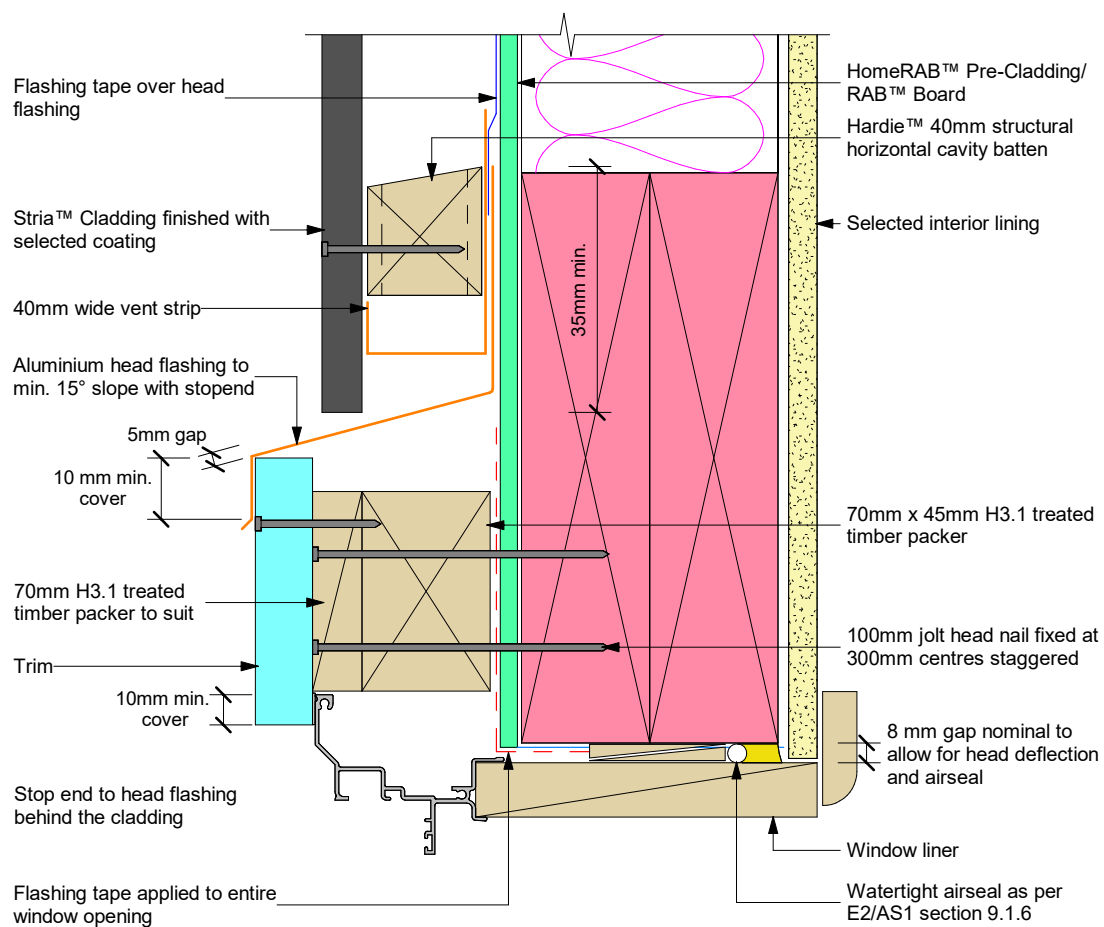 Flashing tape over head
flashing
Stria™ Cladding finished with
selected coating
40mm wide vent strip
Aluminium head flashing to
min. 15° slope with stopend
5mm gap
10 mm min.
cover
70mm H3.1 treated
timber packer to suit
Trim
10mm min.
cover
Stop end to head flashing
behind the cladding
Flashing tape applied to entire
window opening
35mm min.
HomeRAB™ Pre-Cladding/
RAB™ Board
Hardie™ 40mm structural
horizontal cavity batten
Selected interior lining
70mm x 45mm H3.1 treated
timber packer
100mm jolt head nail fixed at
300mm centres staggered
8 mm gap nominal to
allow for head deflection
and airseal
Window liner
Watertight airseal as per
E2/AS1 section 9.1.6